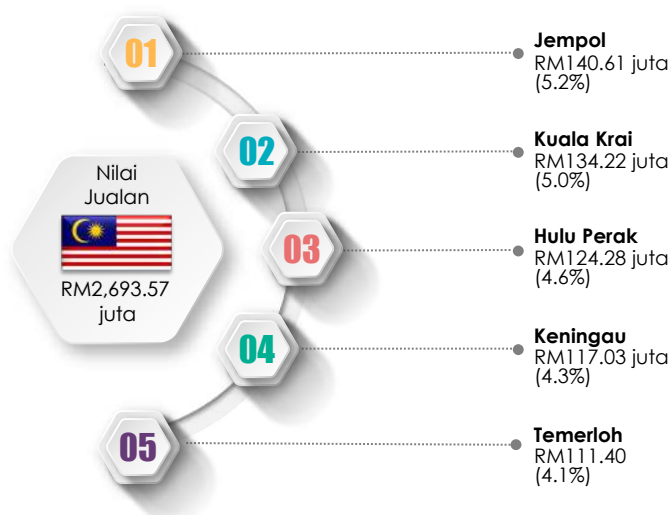 01
Jempol
RM140.61 juta
(5.2%)
02
Kuala Krai
RM134.22 juta
(5.0%)
Nilai
Jualan
RM2,693.57
juta
03
Hulu Perak
RM124.28 juta
(4.6%)
04
Keningau
RM117.03 juta
(4.3%)
05
Temerloh
RM111.40
(4.1%)